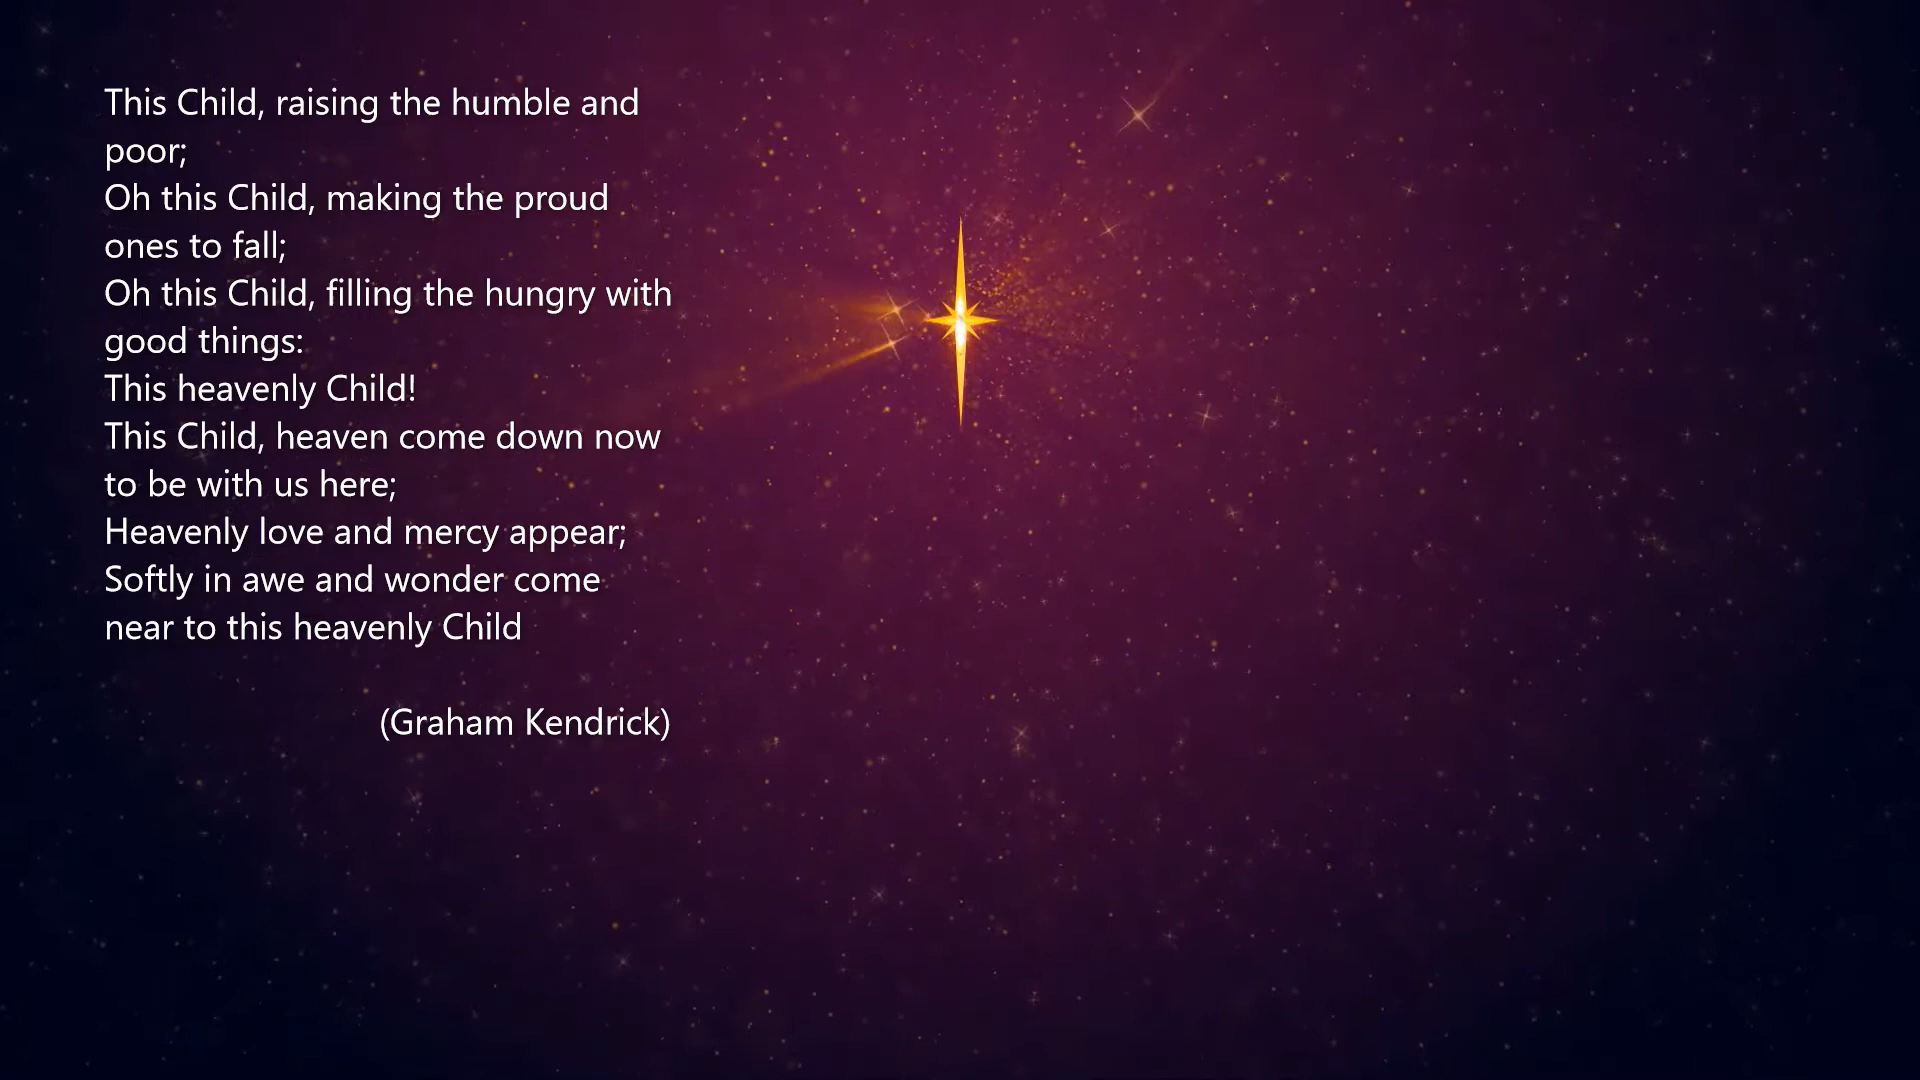 This Child, raising the humble and
poor;
Oh this Child, making the proud
ones to fall;
Oh this Child, filling the hungry with
good things:
This heavenly Child!
This Child, heaven come down now
to be with us here;
Heavenly love and mercy appear;
Softly in awe and wonder come
near to this heavenly Child
(Graham Kendrick)